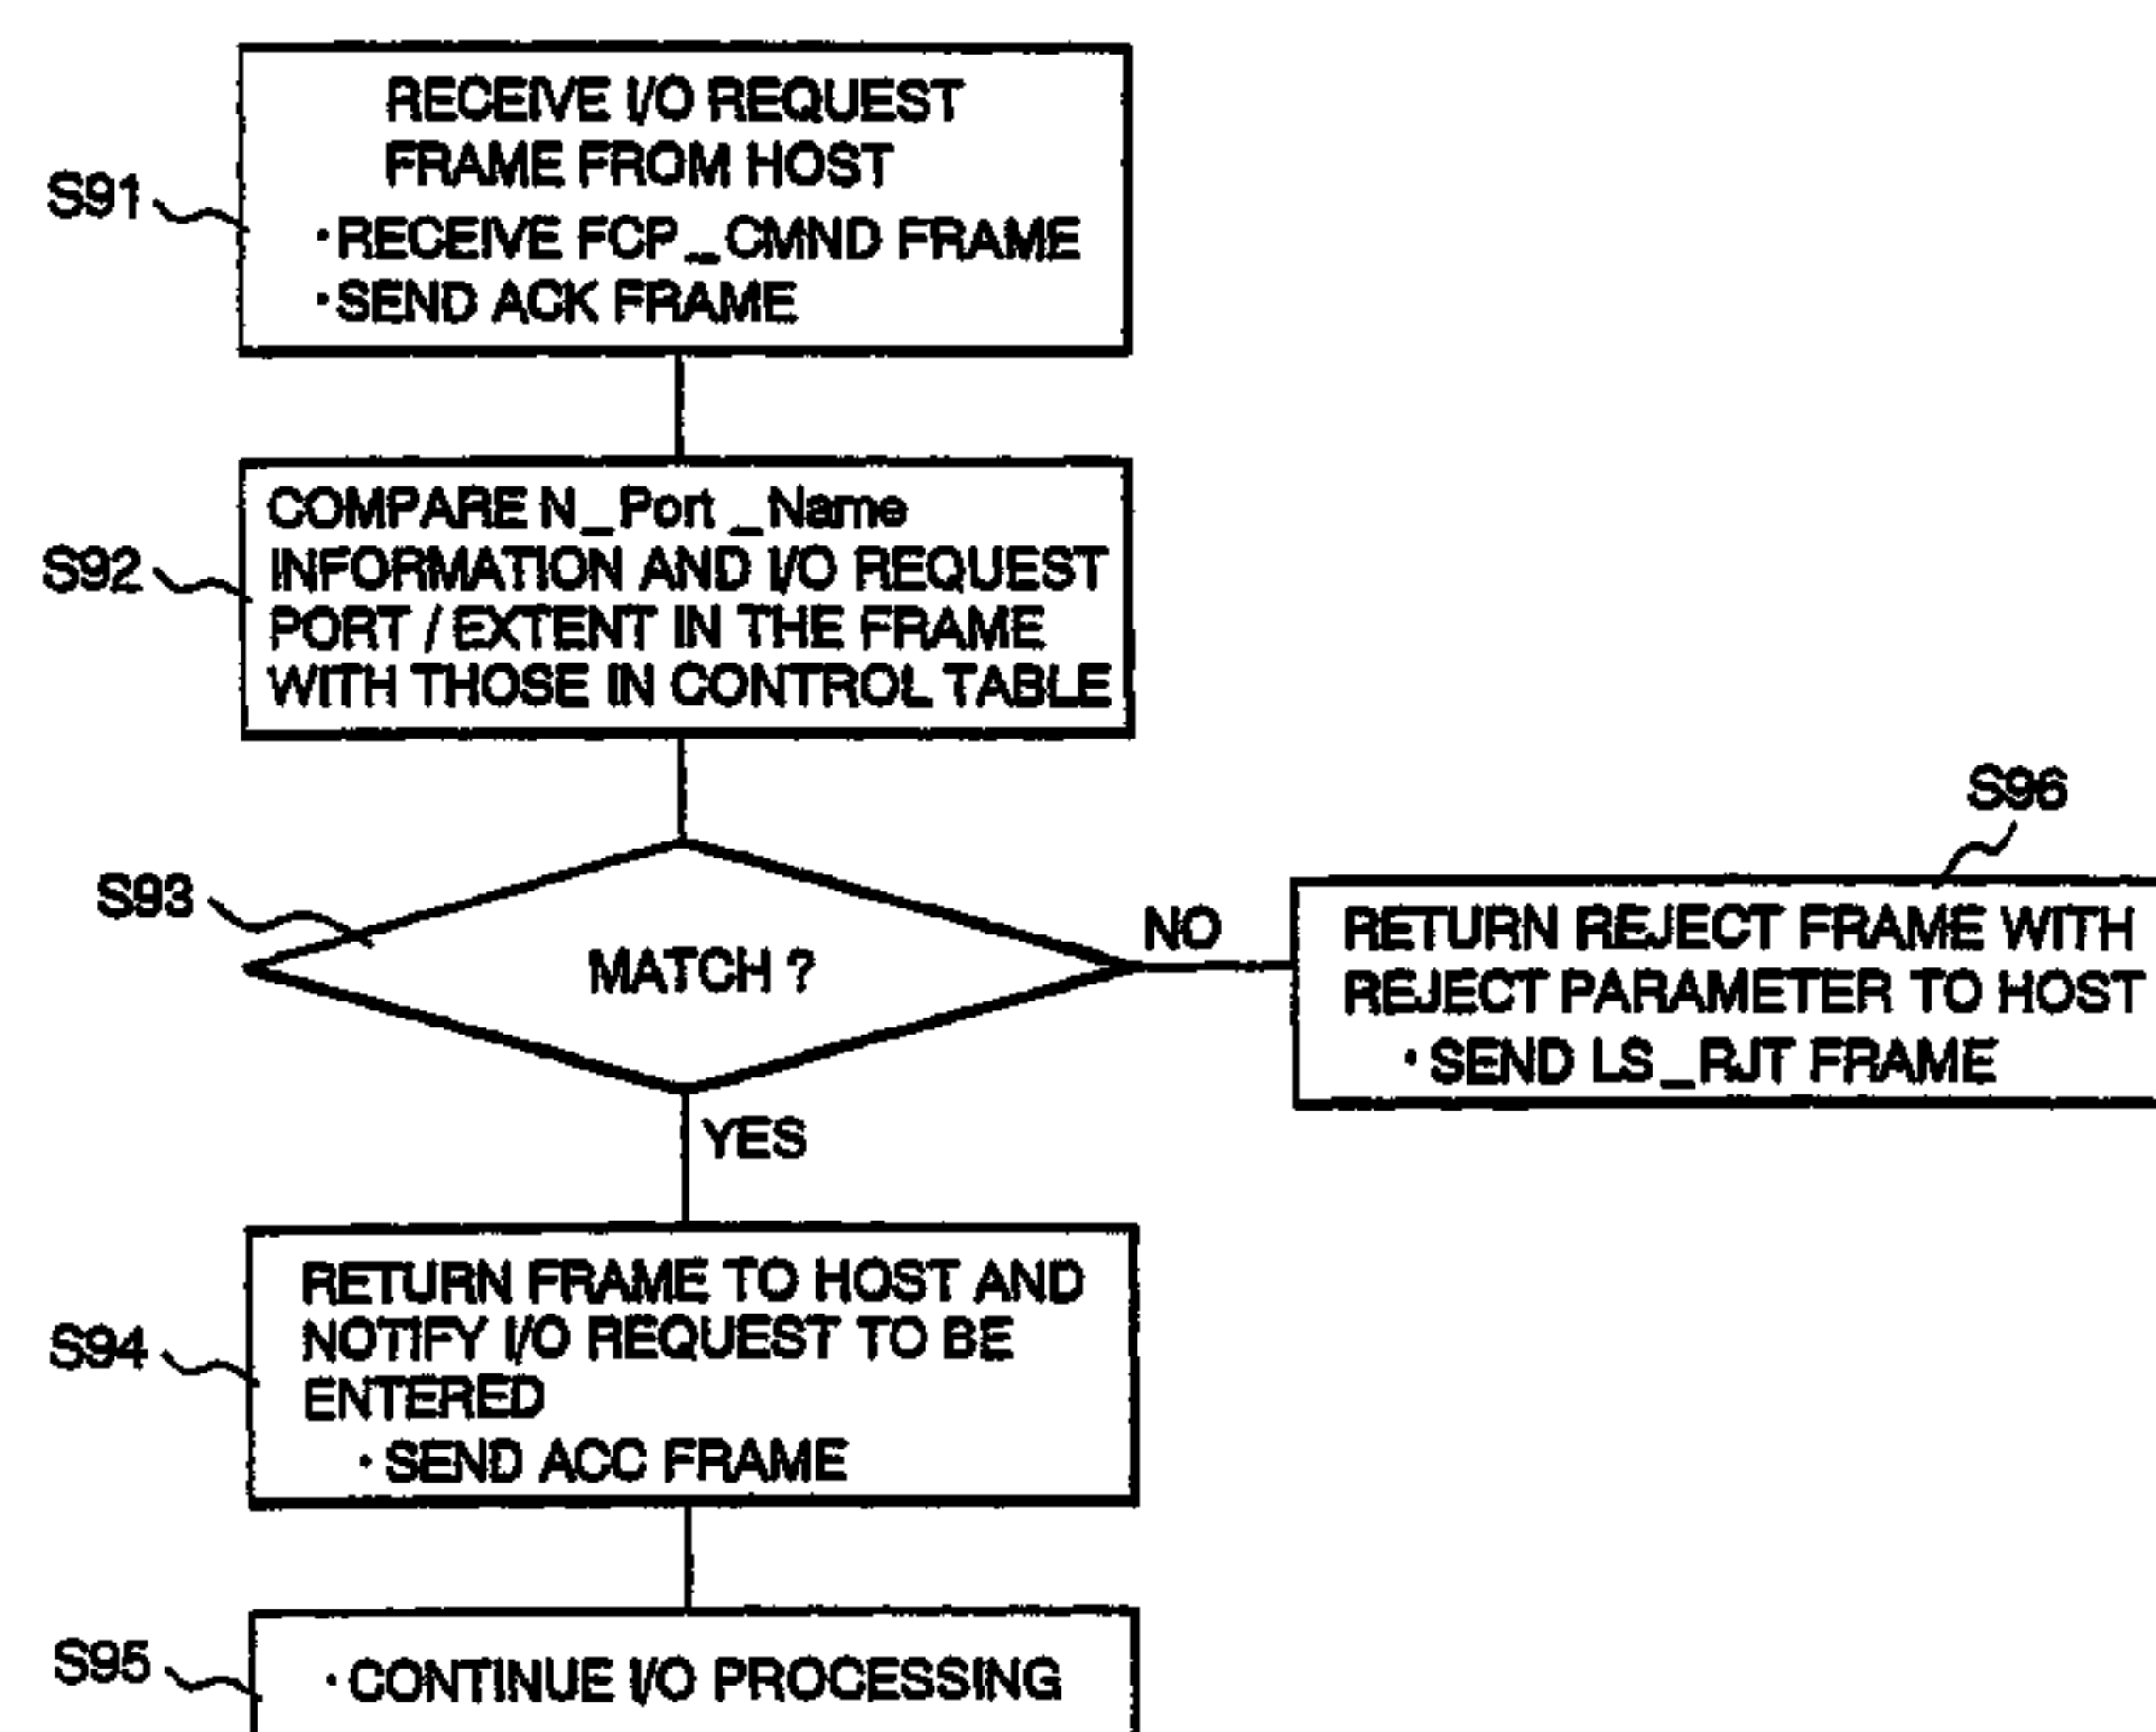 RECEIVE I/O REQUEST
FRAME FROM HOST
・RECEIVE FCP_CMND FRAME
・SEND ACK FRAME
S91
COMPARE N_Port_Name
INFORMATION AND I/O REQUEST
PORT / EXTENT IN THE FRAME
WITH THOSE IN CONTROL TABLE
S92
S93
MATCH ?
NO
S96
RETURN REJECT FRAME WITH
REJECT PARAMETER TO HOST
・SEND LS_RJT FRAME
YES
RETURN FRAME TO HOST AND
NOTIFY I/O REQUEST TO BE
ENTERED
・SEND ACC FRAME
S94
S95
・CONTINUE I/O PROCESSING